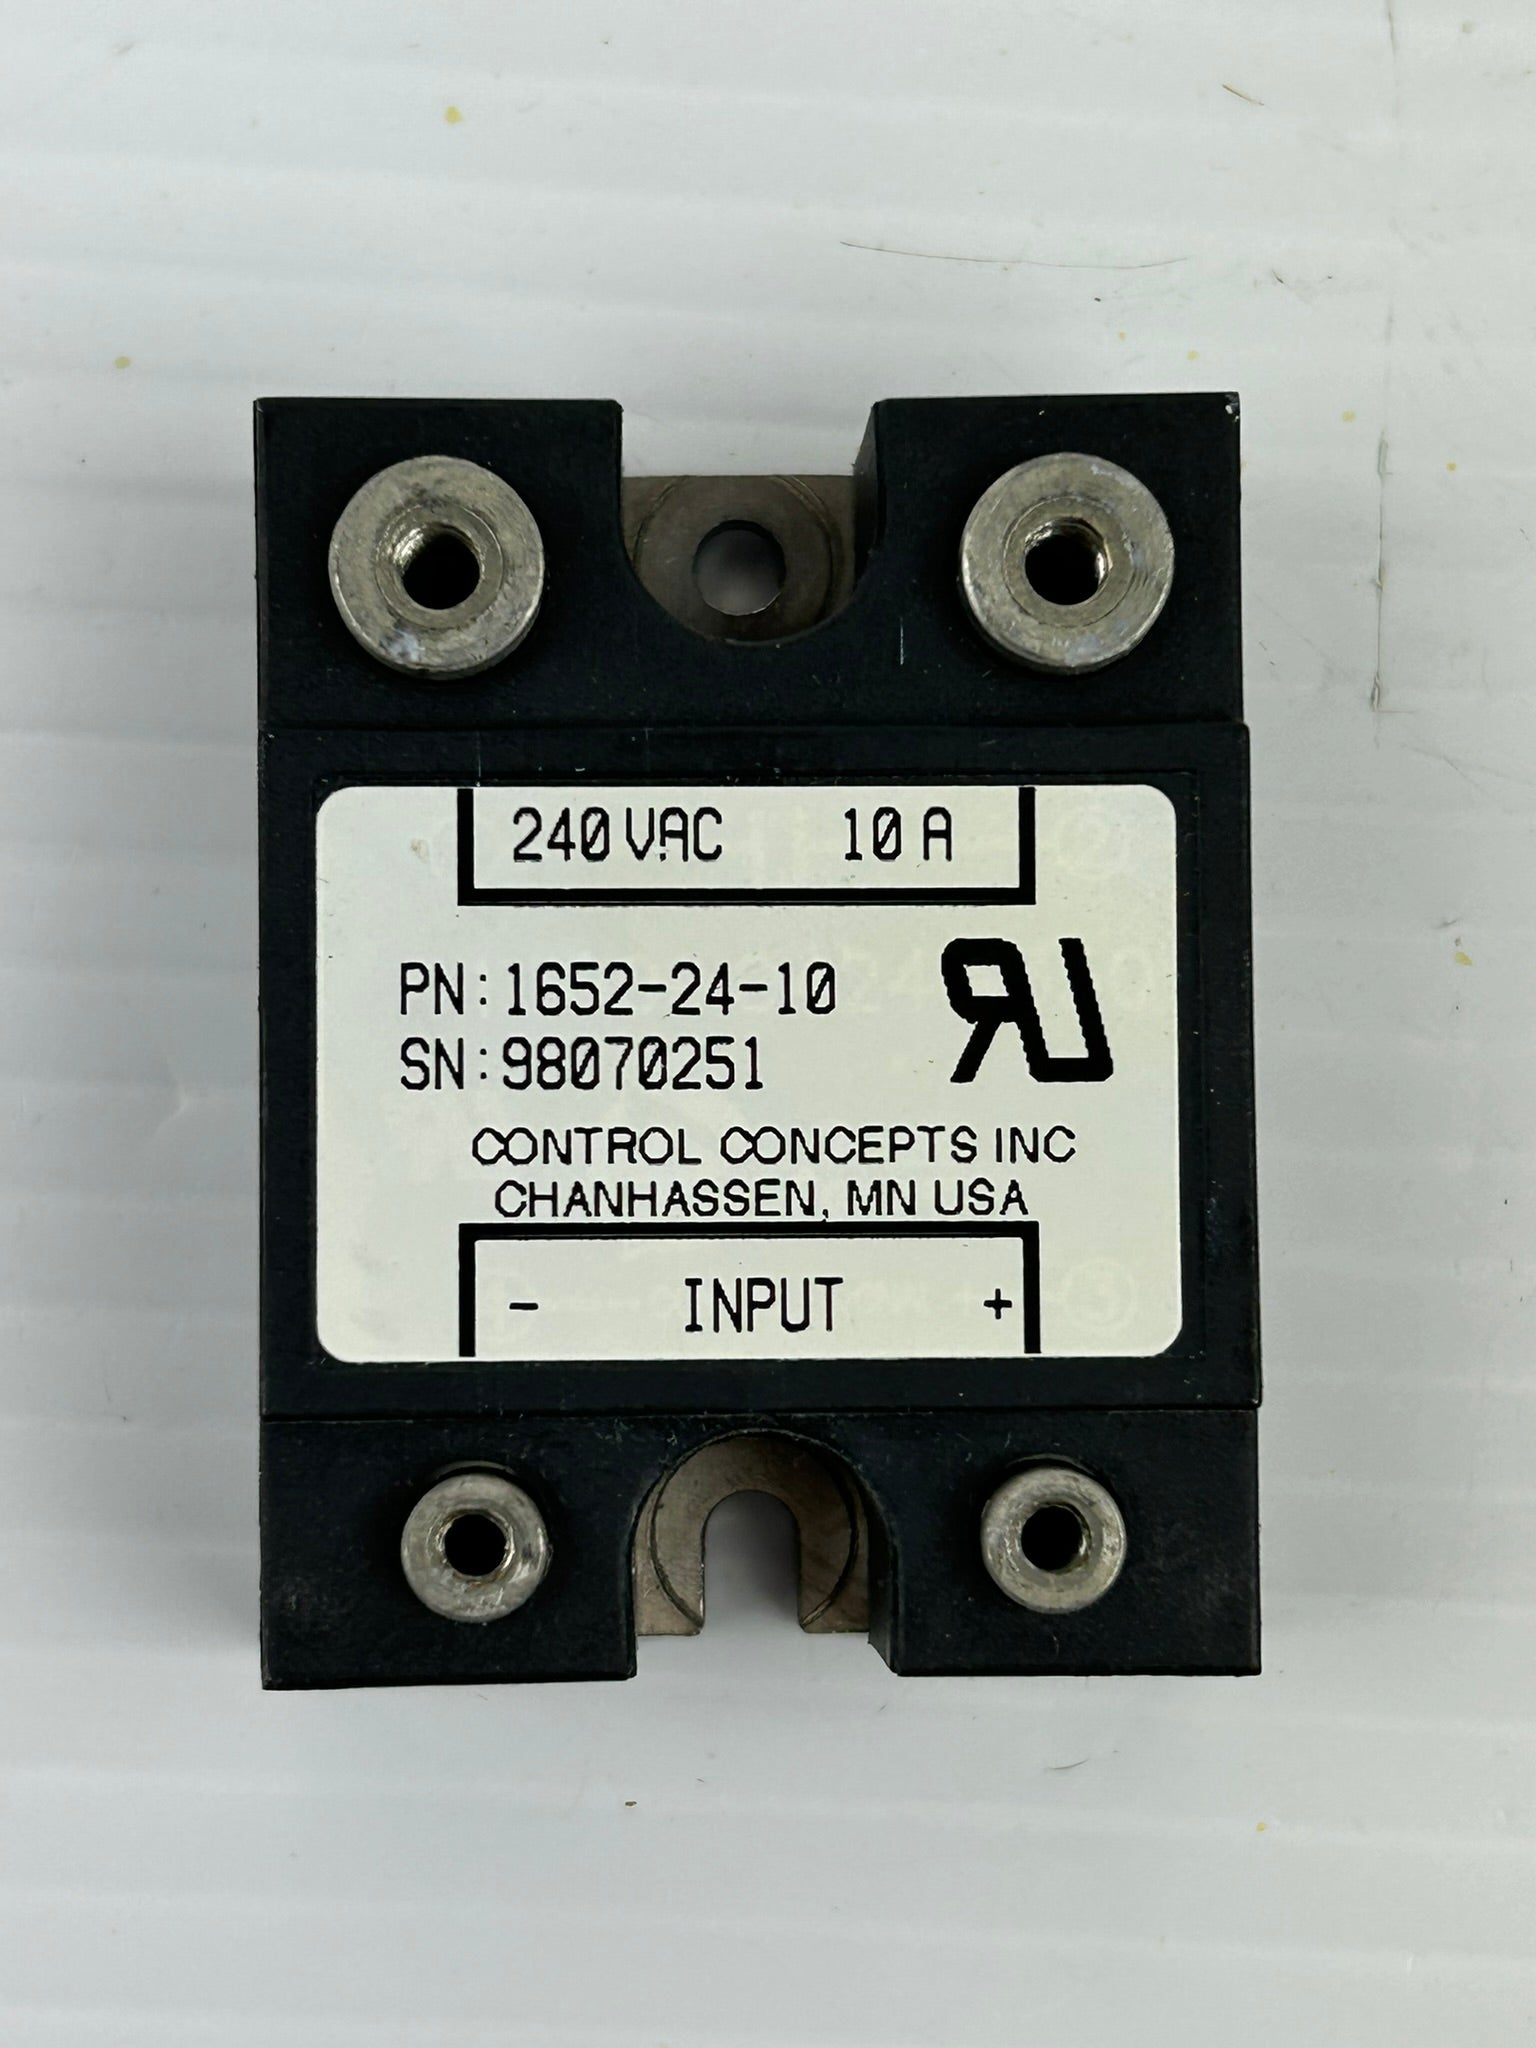 240 VAC 10 A
PN:1652-24-10
SN:98070251
CONTROL CONCEPTS INC
CHANHASSEN, MN USA
- INPUT +